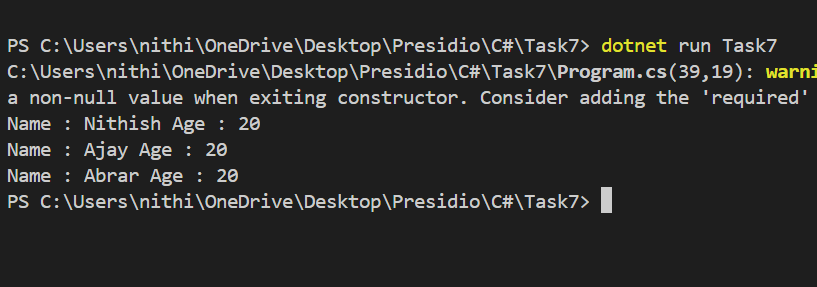 PS C:\Users\nithi\OneDrive\Desktop\Presidio\C#\Task7> dotnet run Task7
C:\Users\nithi\OneDrive\Desktop\Presidio\C#\Task7\Program.cs(39,19): warni
a non-null value when exiting constructor. Consider adding the 'required'
Name : Nithish Age : 20
Name : Ajay Age : 20
Name : Abrar Age : 20
PS C:\Users\nithi\OneDrive\Desktop\Presidio\C#\Task7>